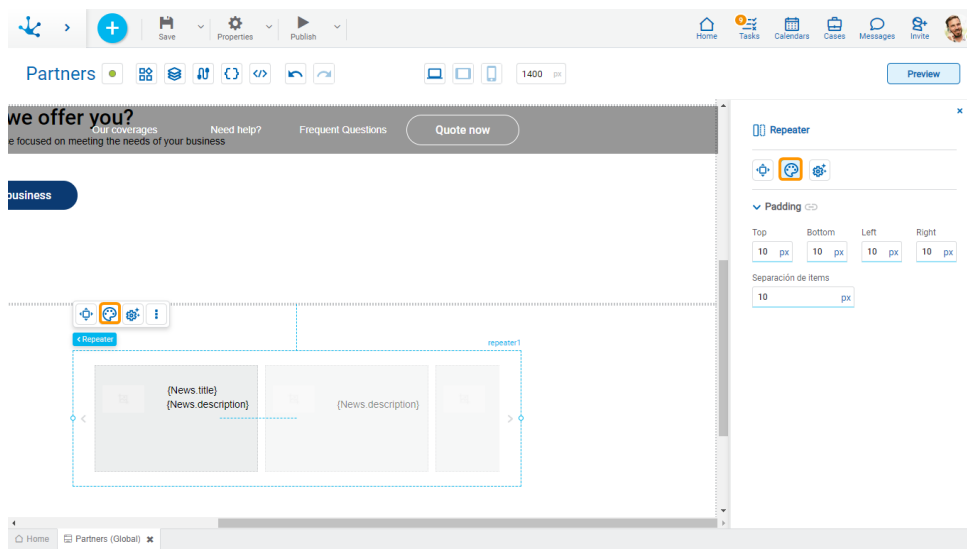 Save
Properties
Publish
Home
9
Tasks
Calendars
Cases
Messages
Invite
Partners
1400 px
Preview
we offer you?
Our coverages
Need help?
Frequent Questions
Quote now
e focused on meeting the needs of your business
business
Repeater
Padding
Top
Bottom
Left
Right
10 px
10 px
10 px
10 px
Separación de items
10 px
Repeater
repeater1
{News.title}
{News.description}
{News.description}
Home
Partners (Global)